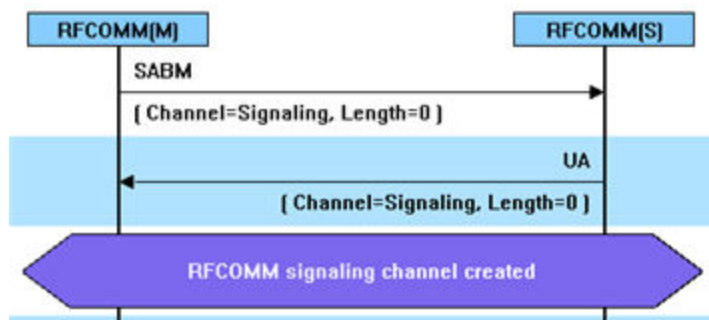 RFCOMM(M)
RFCOMM(S)
SABM
( Channel=Signaling, Length=0 )
UA
( Channel=Signaling, Length=0 )
RFCOMM signaling channel created